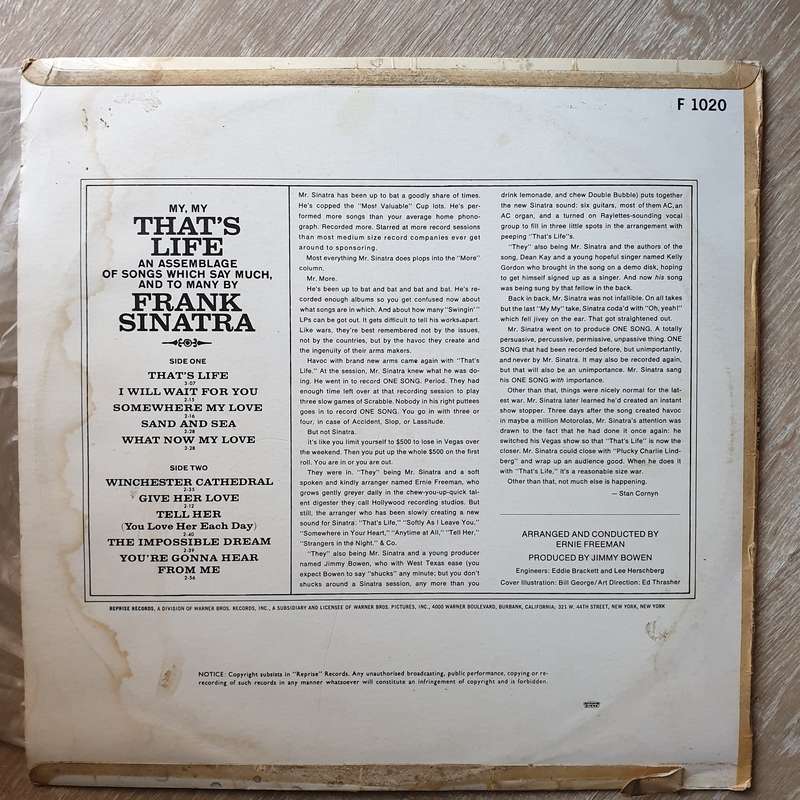 F 1020
MY, MY
THAT'S
LIFE
AN ASSEMBLAGE
OF SONGS WHICH SAY MUCH,
AND TO MANY BY
FRANK
SINATRA
SIDE ONE
THAT'S LIFE
3:07
I WILL WAIT FOR YOU
2:15
SOMEWHERE MY LOVE
2:16
SAND AND SEA
2:28
WHAT NOW MY LOVE
2:28
SIDE TWO
WINCHESTER CATHEDRAL
2:35
GIVE HER LOVE
2:12
TELL HER
(You Love Her Each Day)
2:40
THE IMPOSSIBLE DREAM
2:39
YOU'RE GONNA HEAR
FROM ME
2:56
Mr. Sinatra has been up to bat a goodly share of times.
He's copped the "Most Valuable" Cup lots. He's per-
formed more songs than your average home phono-
graph. Recorded more. Starred at more record sessions
than most medium size record companies ever get
around to sponsoring.
Most everything Mr. Sinatra does plops into the "More"
column.
Mr. More.
He's been up to bat and bat and bat and bat. He's re-
corded enough albums so you get confused now about
what songs are in which. And about how many "Swingin'"
LPs can be got out. It gets difficult to tell his works apart.
Like wars, they're best remembered not by the issues,
not by the countries, but by the havoc they create and
the ingenuity of their arms makers.
Havoc with brand new arms came again with "That's
Life." At the session, Mr. Sinatra knew what he was do-
ing. He went in to record ONE SONG. Period. They had
enough time left over at that recording session to play
three slow games of Scrabble. Nobody in his right puttees
goes in to record ONE SONG. You go in with three or
four, in case of Accident, Slop, or Lassitude.
But not Sinatra.
It's like you limit yourself to $500 to lose in Vegas over
the weekend. Then you put up the whole $500 on the first
roll. You are in or you are out.
They were in. "They" being Mr. Sinatra and a soft
spoken and kindly arranger named Ernie Freeman, who
grows gently greyer daily in the chew-you-up-quick tal-
ent digester they call Hollywood recording studios. But
still, the arranger who has been slowly creating a new
sound for Sinatra: "That's Life," "Softly As I Leave You,"
"Somewhere in Your Heart," "Anytime at All," "Tell Her,"
"Strangers in the Night," & Co.
"They" also being Mr. Sinatra and a young producer
named Jimmy Bowen, who with West Texas ease (you
expect Bowen to say "shucks" any minute; but you don't
shucks around a Sinatra session, any more than you
drink lemonade, and chew Double Bubble) puts together
the new Sinatra sound: six guitars, most of them AC, an
AC organ, and a turned on Raylettes-sounding vocal
group to fill in three little spots in the arrangement with
peeping "That's Life"s.
"They" also being Mr. Sinatra and the authors of the
song, Dean Kay and a young hopeful singer named Kelly
Gordon who brought in the song on a demo disk, hoping
to get himself signed up as a singer. And now his song
was being sung by that fellow in the back.
Back in back, Mr. Sinatra was not infallible. On all takes
but the last "My My" take, Sinatra coda'd with "Oh, yeah!"
which fell jivey on the ear. That got straightened out.
Mr. Sinatra went on to produce ONE SONG. A totally
persuasive, percussive, permissive, unpassive thing. ONE
SONG that had been recorded before, but unimportantly,
and never by Mr. Sinatra. It may also be recorded again,
but that will also be an unimportance. Mr. Sinatra sang
his ONE SONG with importance.
Other than that, things were nicely normal for the lat-
est war. Mr. Sinatra later learned he'd created an instant
show stopper. Three days after the song created havoc
in maybe a million Motorolas, Mr. Sinatra's attention was
drawn to the fact that he had done it once again: he
switched his Vegas show so that "That's Life" is now the
closer. Mr. Sinatra could close with "Plucky Charlie Lind-
berg" and wrap up an audience good. When he does it
with "That's Life," it's a reasonable size war.
Other than that, not much else is happening.
— Stan Cornyn
ARRANGED AND CONDUCTED BY
ERNIE FREEMAN
PRODUCED BY JIMMY BOWEN
Engineers: Eddie Brackett and Lee Herschberg
Cover Illustration: Bill George/Art Direction: Ed Thrasher
REPRISE RECORDS, A DIVISION OF WARNER BROS. RECORDS, INC., A SUBSIDIARY AND LICENSEE OF WARNER BROS. PICTURES, INC., 4000 WARNER BOULEVARD, BURBANK, CALIFORNIA; 321 W. 44TH STREET, NEW YORK, NEW YORK
NOTICE: Copyright subsists in "Reprise" Records. Any unauthorised broadcasting, public performance, copying or re-
recording of such records in any manner whatsoever will constitute an infringement of copyright and is forbidden.